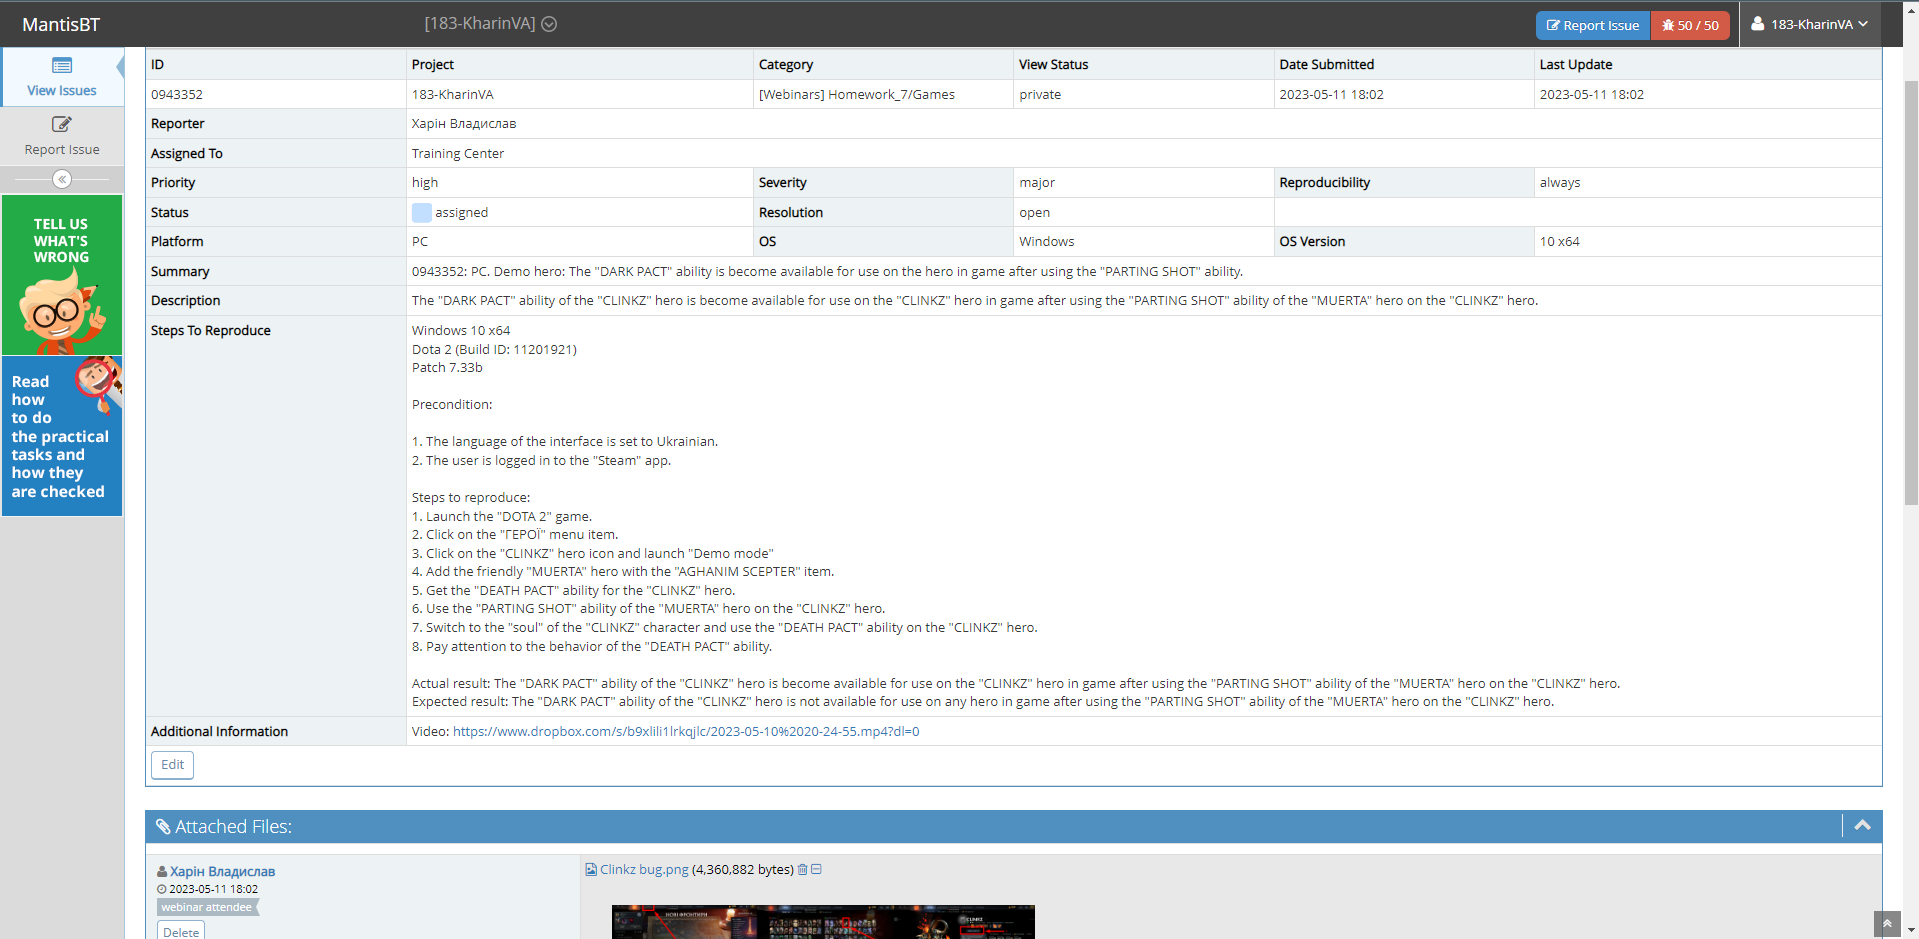 MantisBT
[183-KharinVA]
Report Issue
50 / 50
183-KharinVA
View Issues
Report Issue
TELL US
WHAT'S
WRONG
Read
how
to do
the practical
tasks and
how they
are checked
ID Project Category View Status Date Submitted Last Update
0943352 183-KharinVA [Webinars] Homework_7/Games private 2023-05-11 18:02 2023-05-11 18:02
Reporter Харін Владислав
Assigned To Training Center
Priority high Severity major Reproducibility always
Status assigned Resolution open
Platform PC OS Windows OS Version 10 x64
Summary 0943352: PC. Demo hero: The "DARK PACT" ability is become available for use on the hero in game after using the "PARTING SHOT" ability.
Description The "DARK PACT" ability of the "CLINKZ" hero is become available for use on the "CLINKZ" hero in game after using the "PARTING SHOT" ability of the "MUERTA" hero on the "CLINKZ" hero.
Steps To Reproduce Windows 10 x64
Dota 2 (Build ID: 11201921)
Patch 7.33b
Precondition:
1. The language of the interface is set to Ukrainian.
2. The user is logged in to the "Steam" app.
Steps to reproduce:
1. Launch the "DOTA 2" game.
2. Click on the "ГЕРОЇ" menu item.
3. Click on the "CLINKZ" hero icon and launch "Demo mode"
4. Add the friendly "MUERTA" hero with the "AGHANIM SCEPTER" item.
5. Get the "DEATH PACT" ability for the "CLINKZ" hero.
6. Use the "PARTING SHOT" ability of the "MUERTA" hero on the "CLINKZ" hero.
7. Switch to the "soul" of the "CLINKZ" character and use the "DEATH PACT" ability on the "CLINKZ" hero.
8. Pay attention to the behavior of the "DEATH PACT" ability.
Actual result: The "DARK PACT" ability of the "CLINKZ" hero is become available for use on the "CLINKZ" hero in game after using the "PARTING SHOT" ability of the "MUERTA" hero on the "CLINKZ" hero.
Expected result: The "DARK PACT" ability of the "CLINKZ" hero is not available for use on any hero in game after using the "PARTING SHOT" ability of the "MUERTA" hero on the "CLINKZ" hero.
Additional Information Video: https://www.dropbox.com/s/b9xlili1lrkqjlc/2023-05-10%2020-24-55.mp4?dl=0
Edit
Attached Files:
Харін Владислав
2023-05-11 18:02
webinar attendee
Delete
Clinkz bug.png (4,360,882 bytes)
НОВІ ФРОНТИРИ
CLINKZ